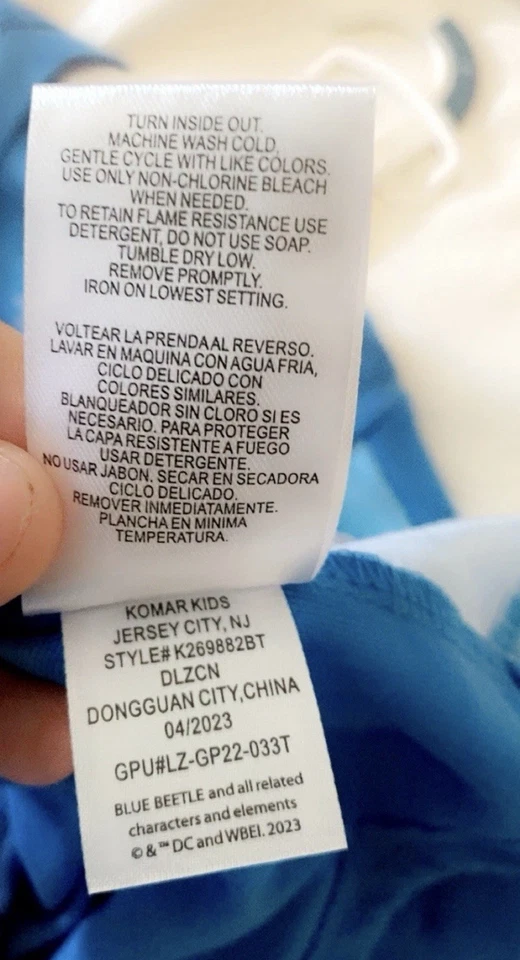 TURN INSIDE OUT.
MACHINE WASH COLD.
GENTLE CYCLE WITH LIKE COLORS.
USE ONLY NON-CHLORINE BLEACH
WHEN NEEDED.
TO RETAIN FLAME RESISTANCE USE
DETERGENT, DO NOT USE SOAP.
TUMBLE DRY LOW.
REMOVE PROMPTLY.
IRON ON LOWEST SETTING.
VOLTEAR LA PRENDA AL REVERSO.
LAVAR EN MAQUINA CON AGUA FRIA,
CICLO DELICADO CON
COLORES SIMILARES.
BLANQUEADOR SIN CLORO SI ES
NECESARIO. PARA PROTEGER
LA CAPA RESISTENTE A FUEGO
USAR DETERGENTE.
NO USAR JABON. SECAR EN SECADORA
CICLO DELICADO.
REMOVER INMEDIATAMENTE.
PLANCHA EN MINIMA
TEMPERATURA.
KOMAR KIDS
JERSEY CITY, NJ
STYLE# K269882BT
DLZCN
DONGGUAN CITY,CHINA
04/2023
GPU#LZ-GP22-033T
BLUE BEETLE and all related
characters and elements
© & ™ DC and WBEI. 2023